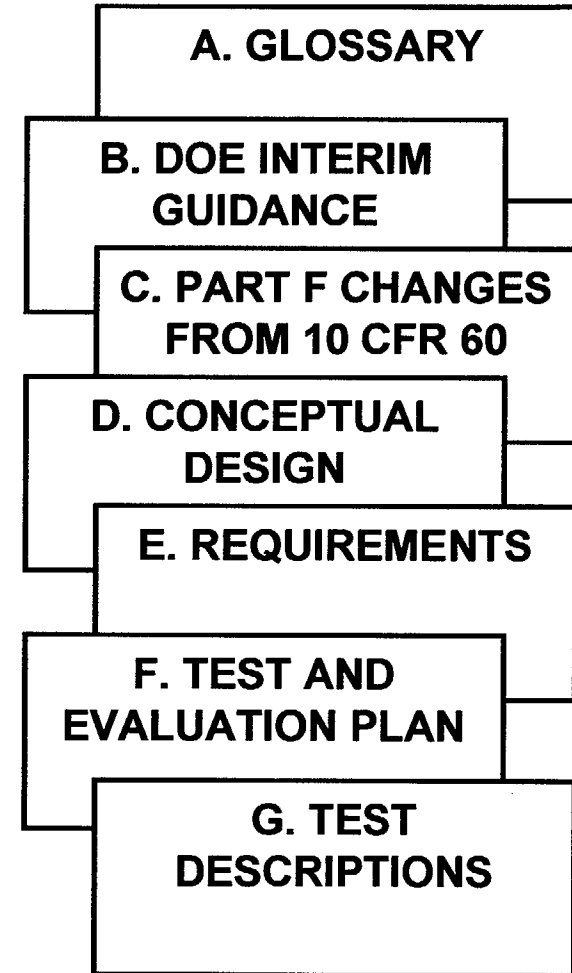 A. GLOSSARY
B. DOE INTERIM
GUIDANCE
C. PART F CHANGES
FROM 10 CFR 60
D. CONCEPTUAL
DESIGN
E. REQUIREMENTS
F. TEST AND
EVALUATION PLAN
G. TEST
DESCRIPTIONS